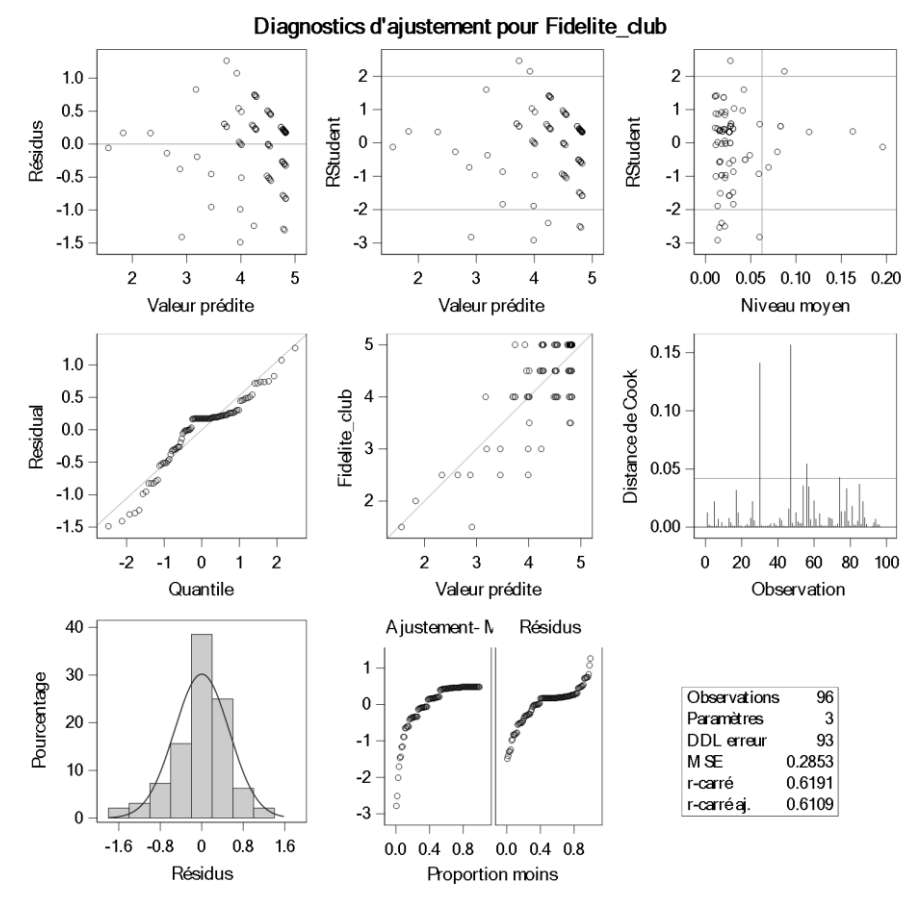 Diagnostics d'ajustement pour Fidelite_club
Résidus
1.0
0.5
0.0
-0.5
-1.0
-1.5
2 3 4 5
Valeur prédite
RStudent
2
1
0
-1
-2
-3
2 3 4 5
Valeur prédite
RStudent
2
1
0
-1
-2
-3
0.00 0.05 0.10 0.15 0.20
Niveau moyen
Residual
1.0
0.5
0.0
-0.5
-1.0
-1.5
-2 -1 0 1 2
Quantile
Fidelite_club
5
4
3
2
2 3 4 5
Valeur prédite
Distance de Cook
0.15
0.10
0.05
0.00
0 20 40 60 80 100
Observation
Pourcentage
40
30
20
10
0
-1.6 -0.8 0 0.8 1.6
Résidus
Ajustement- M
Résidus
1
0
-1
-2
-3
0.0 0.4 0.8
0.0 0.4 0.8
Proportion moins
Observations 96
Paramètres 3
DDL erreur 93
MSE 0.2853
r-carré 0.6191
r-carré aj. 0.6109